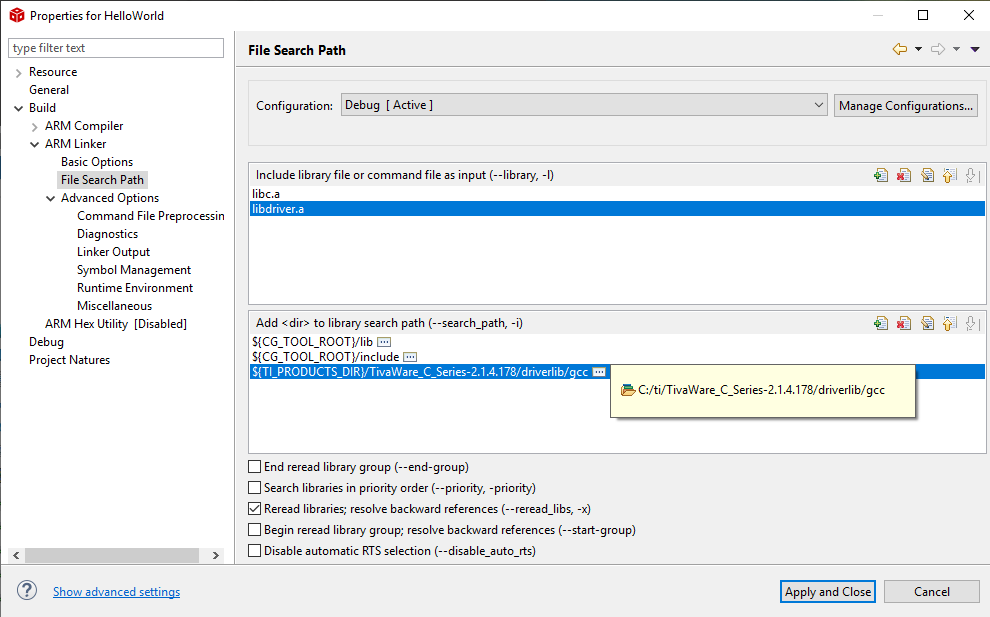 Properties for HelloWorld
type filter text
Resource
General
Build
ARM Compiler
ARM Linker
Basic Options
File Search Path
Advanced Options
Command File Preprocessin
Diagnostics
Linker Output
Symbol Management
Runtime Environment
Miscellaneous
ARM Hex Utility [Disabled]
Debug
Project Natures
File Search Path
Configuration: Debug [ Active ] Manage Configurations...
Include library file or command file as input (--library, -l)
libc.a
libdriver.a
Add <dir> to library search path (--search_path, -i)
${CG_TOOL_ROOT}/lib
${CG_TOOL_ROOT}/include
${TI_PRODUCTS_DIR}/TivaWare_C_Series-2.1.4.178/driverlib/gcc
C:/ti/TivaWare_C_Series-2.1.4.178/driverlib/gcc
End reread library group (--end-group)
Search libraries in priority order (--priority, -priority)
Reread libraries; resolve backward references (--reread_libs, -x)
Begin reread library group; resolve backward references (--start-group)
Disable automatic RTS selection (--disable_auto_rts)
? Show advanced settings Apply and Close Cancel